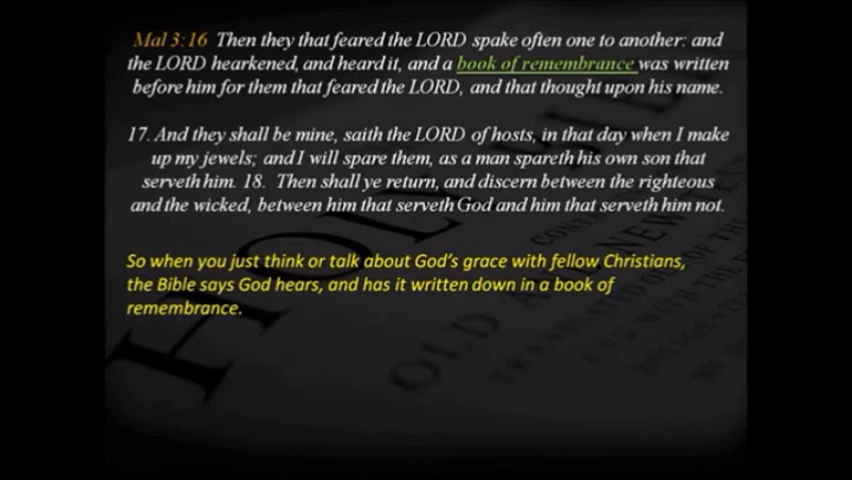 Mal 3:16 Then they that feared the LORD spake often one to another: and
the LORD hearkened, and heard it, and a book of remembrance was written
before him for them that feared the LORD, and that thought upon his name.
17. And they shall be mine, saith the LORD of hosts, in that day when I make
up my jewels; and I will spare them, as a man spareth his own son that
serveth him. 18. Then shall ye return, and discern between the righteous
and the wicked, between him that serveth God and him that serveth him not.
So when you just think or talk about God's grace with fellow Christians,
the Bible says God hears, and has it written down in a book of
remembrance.
HOLY BIBLE
OLD AND NEW